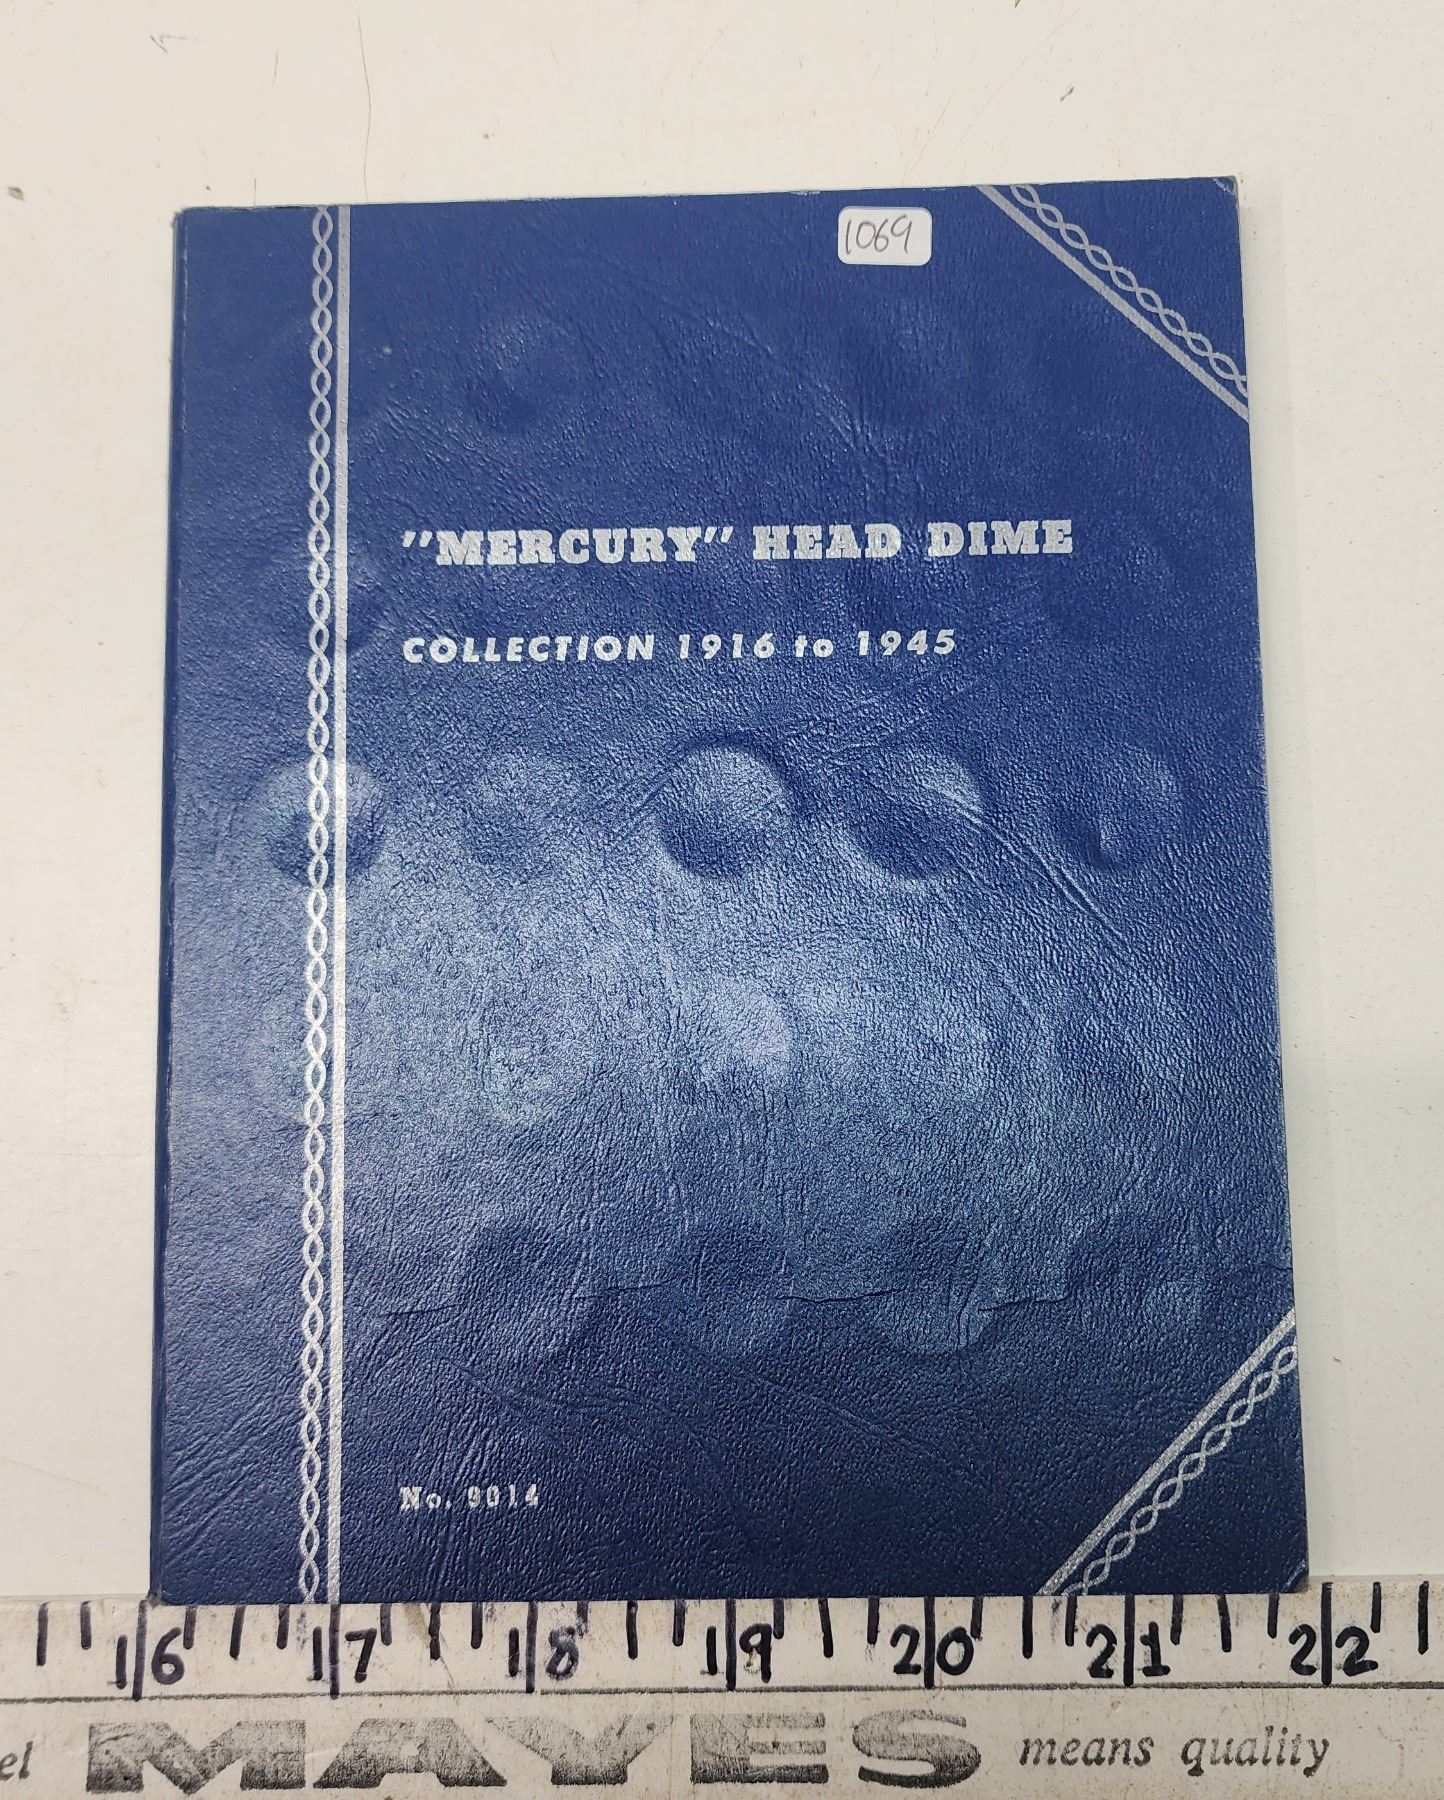 1069
"MERCURY" HEAD DIME
COLLECTION 1916 to 1945
No. 9014
16 17 18 19 20 21 22
el MAYES means quality